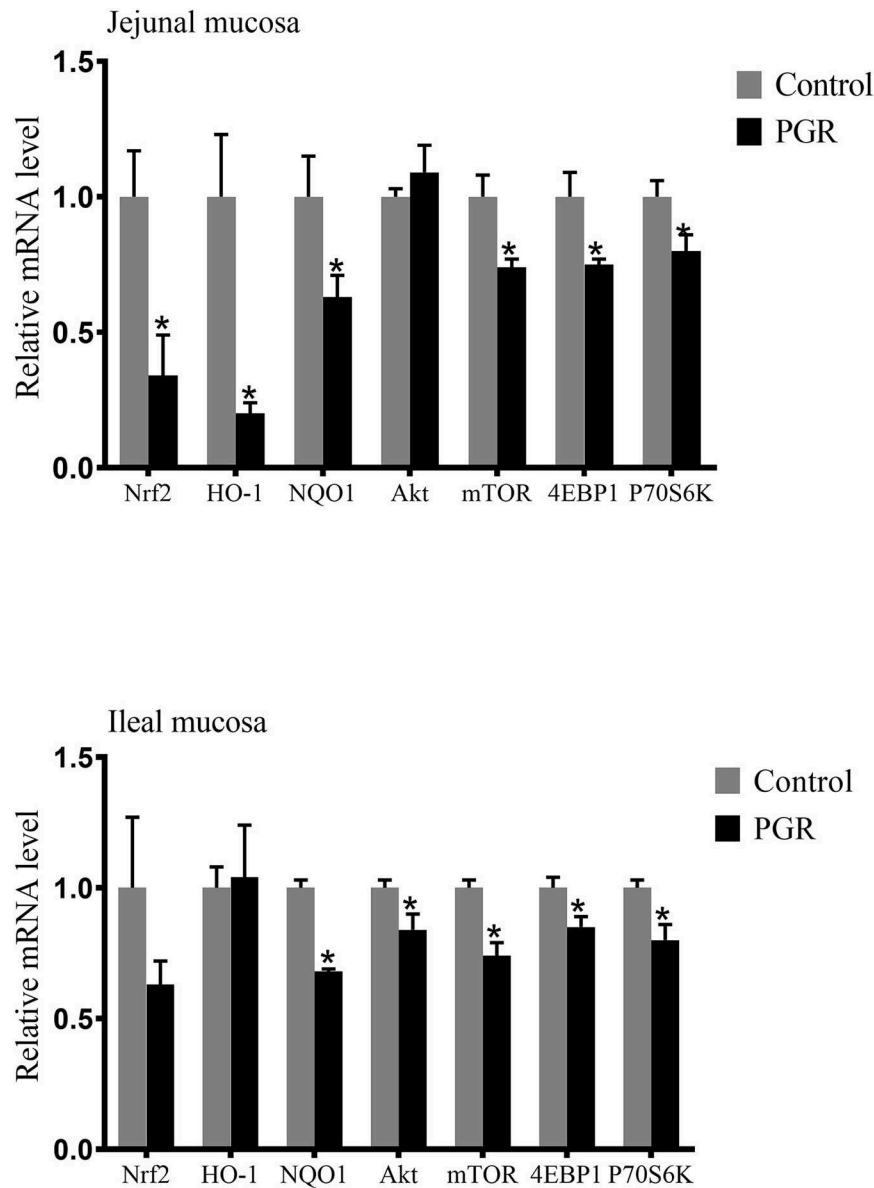 Jejunal mucosa
Relative mRNA level
1.5
1.0
0.5
0.0
Control
PGR
* * * * * *
Nrf2 HO-1 NQO1 Akt mTOR 4EBP1 P70S6K
Ileal mucosa
Relative mRNA level
1.5
1.0
0.5
0.0
Control
PGR
* * * * *
Nrf2 HO-1 NQO1 Akt mTOR 4EBP1 P70S6K